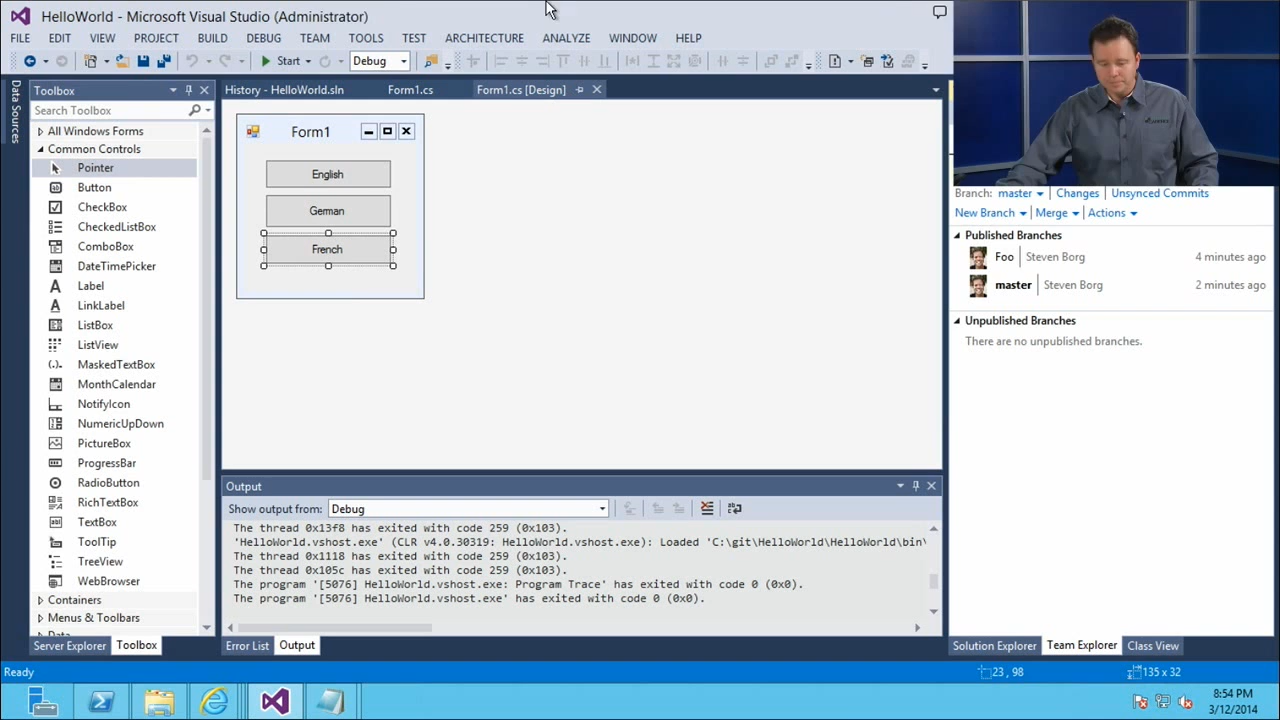 HelloWorld - Microsoft Visual Studio (Administrator)
FILE EDIT VIEW PROJECT BUILD DEBUG TEAM TOOLS TEST ARCHITECTURE ANALYZE WINDOW HELP
Start Debug
Data Sources
Toolbox
Search Toolbox
All Windows Forms
Common Controls
Pointer
Button
CheckBox
CheckedListBox
ComboBox
DateTimePicker
Label
LinkLabel
ListBox
ListView
MaskedTextBox
MonthCalendar
NotifyIcon
NumericUpDown
PictureBox
ProgressBar
RadioButton
RichTextBox
TextBox
ToolTip
TreeView
WebBrowser
Containers
Menus & Toolbars
Data
Server Explorer Toolbox
History - HelloWorld.sln Form1.cs Form1.cs [Design]
Form1
English
German
French
Output
Show output from: Debug
The thread 0x13f8 has exited with code 259 (0x103).
'HelloWorld.vshost.exe' (CLR v4.0.30319: HelloWorld.vshost.exe): Loaded 'C:\git\HelloWorld\HelloWorld\bin\
The thread 0x1118 has exited with code 259 (0x103).
The thread 0x105c has exited with code 259 (0x103).
The program '[5076] HelloWorld.vshost.exe: Program Trace' has exited with code 0 (0x0).
The program '[5076] HelloWorld.vshost.exe' has exited with code 0 (0x0).
Error List Output
Branch: master Changes Unsynced Commits
New Branch Merge Actions
Published Branches
Foo Steven Borg 4 minutes ago
master Steven Borg 2 minutes ago
Unpublished Branches
There are no unpublished branches.
Solution Explorer Team Explorer Class View
Ready 23 , 98 135 x 32
8:54 PM
3/12/2014